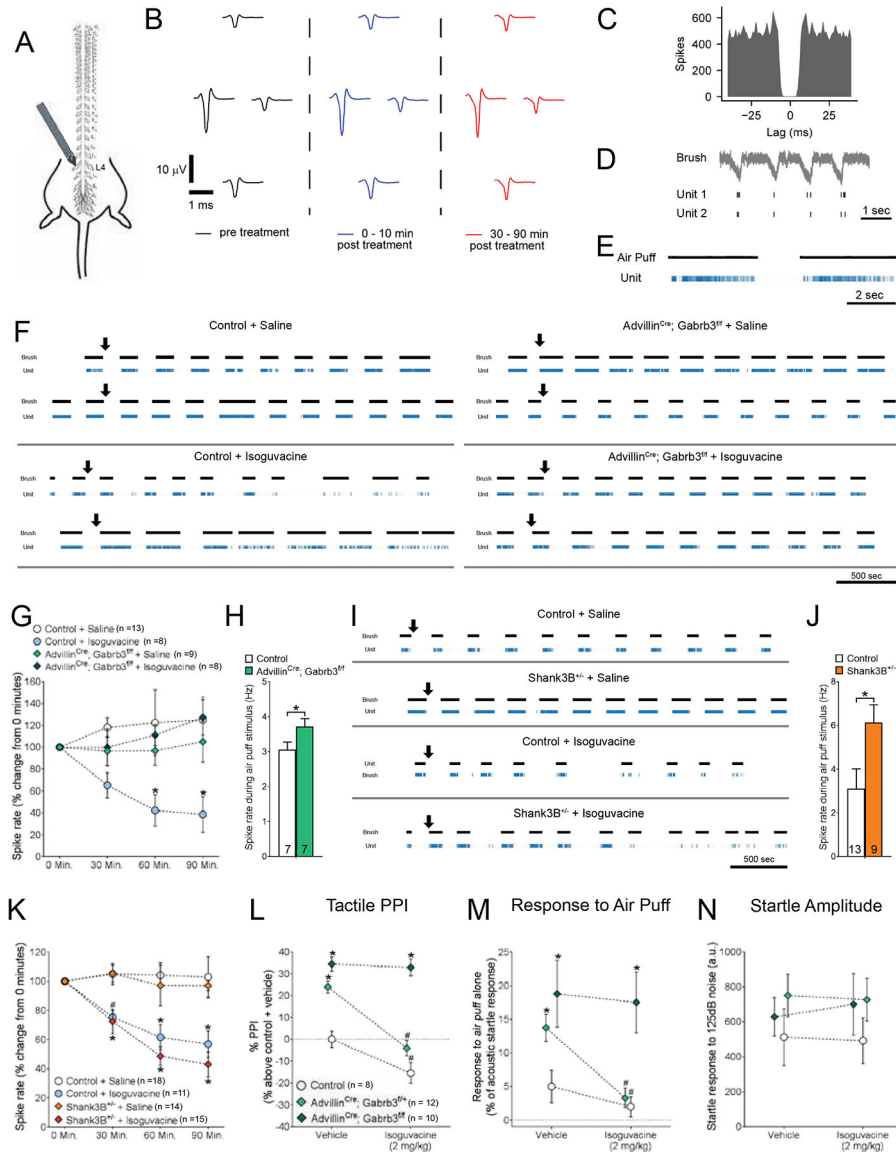 A
L4
B
10 µV
1 ms
pre treatment
0 - 10 min
post treatment
30 - 90 min
post treatment
C
Spikes
600
400
200
0
-25
0
25
Lag (ms)
D
Brush
Unit 1
Unit 2
1 sec
E
Air Puff
Unit
2 sec
F
Control + Saline
Brush
Unit
Brush
Unit
Control + Isoguvacine
Brush
Unit
Brush
Unit
Advillin^Cre; Gabrb3^f/f + Saline
Brush
Unit
Brush
Unit
Advillin^Cre; Gabrb3^f/f + Isoguvacine
Brush
Unit
Brush
Unit
500 sec
G
Control + Saline (n =13)
Control + Isoguvacine (n =8)
Advillin^Cre; Gabrb3^f/f + Saline (n =9)
Advillin^Cre; Gabrb3^f/f + Isoguvacine (n =8)
Spike rate (% change from 0 minutes)
160
140
120
100
80
60
40
20
0
* *
0 Min. 30 Min. 60 Min. 90 Min.
H
Control
Advillin^Cre; Gabrb3^f/f
Spike rate during air puff stimulus (Hz)
5
4
3
2
1
0
*
7 7
I
Control + Saline
Brush
Unit
Shank3B^+/- + Saline
Brush
Unit
Control + Isoguvacine
Unit
Brush
Shank3B^+/- + Isoguvacine
Brush
Unit
500 sec
J
Control
Shank3B^+/-
Spike rate during air puff stimulus (Hz)
8
6
4
2
0
*
13 9
K
Spike rate (% change from 0 minutes)
120
100
80
60
40
20
0
#
* * * * *
0 Min. 30 Min. 60 Min. 90 Min.
Control + Saline (n =18)
Control + Isoguvacine (n =11)
Shank3B^+/- + Saline (n =14)
Shank3B^+/- + Isoguvacine (n =15)
L
Tactile PPI
% PPI
(% above control + vehicle)
40
30
20
10
0
-10
-20
-30
-40
* * *
# #
Control (n = 8)
Advillin^Cre; Gabrb3^f/+ (n = 12)
Advillin^Cre; Gabrb3^f/f (n = 10)
Vehicle
Isoguvacine
(2 mg/kg)
M
Response to Air Puff
Response to air puff alone
(% of acoustic startle response)
25
20
15
10
5
0
* * *
# #
Vehicle
Isoguvacine
(2 mg/kg)
N
Startle Amplitude
Startle response to 125dB noise (a.u.)
1000
800
600
400
200
0
Vehicle
Isoguvacine
(2 mg/kg)